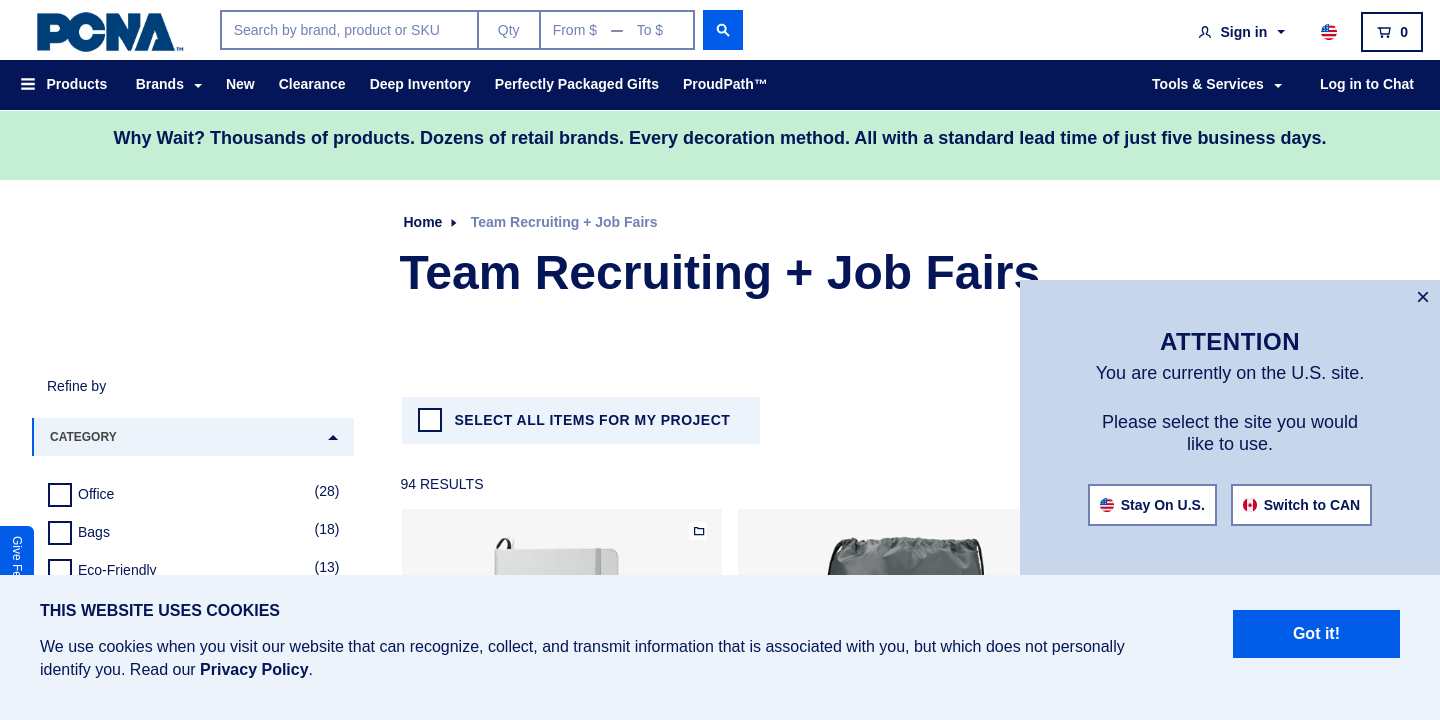 PCNA™
Search by brand, product or SKU
Qty
From $ — To $
Sign in
0
Products
Brands
New
Clearance
Deep Inventory
Perfectly Packaged Gifts
ProudPath™
Tools & Services
Log in to Chat
Why Wait? Thousands of products. Dozens of retail brands. Every decoration method. All with a standard lead time of just five business days.
Home
Team Recruiting + Job Fairs
Team Recruiting + Job Fairs
×
ATTENTION
You are currently on the U.S. site.
Please select the site you would
like to use.
Stay On U.S.
Switch to CAN
Refine by
CATEGORY
Office (28)
Bags (18)
Eco-Friendly (13)
SELECT ALL ITEMS FOR MY PROJECT
94 RESULTS
Give
THIS WEBSITE USES COOKIES
We use cookies when you visit our website that can recognize, collect, and transmit information that is associated with you, but which does not personally
identify you. Read our Privacy Policy.
Got it!